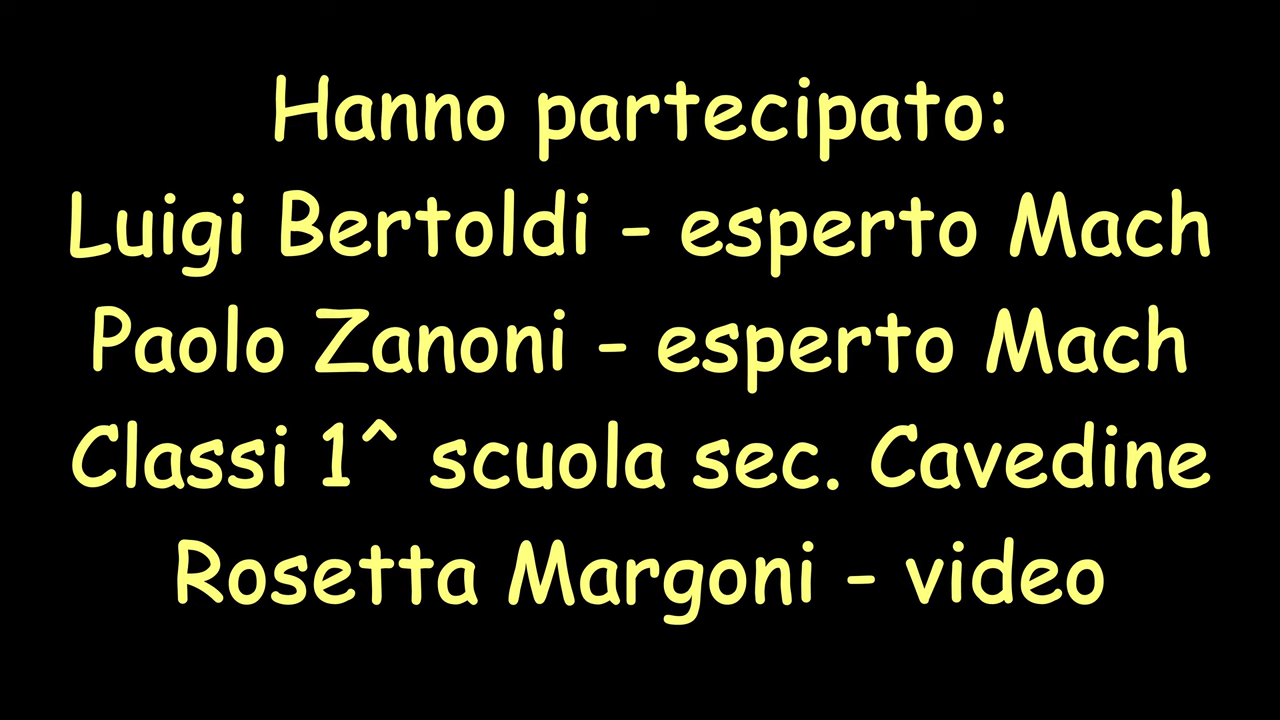 Hanno partecipato:
Luigi Bertoldi - esperto Mach
Paolo Zanoni - esperto Mach
Classi 1^ scuola sec. Cavedine
Rosetta Margoni - video